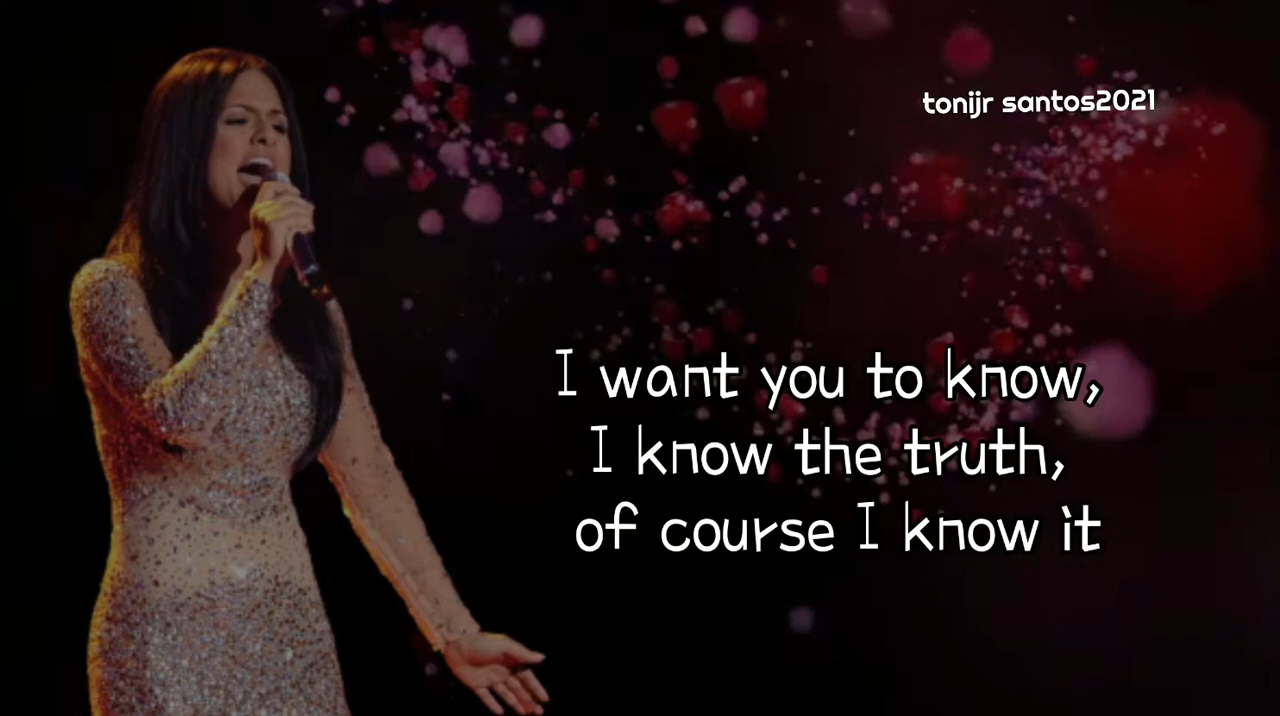 tonijr santos2021
I want you to know,
I know the truth,
of course I know it